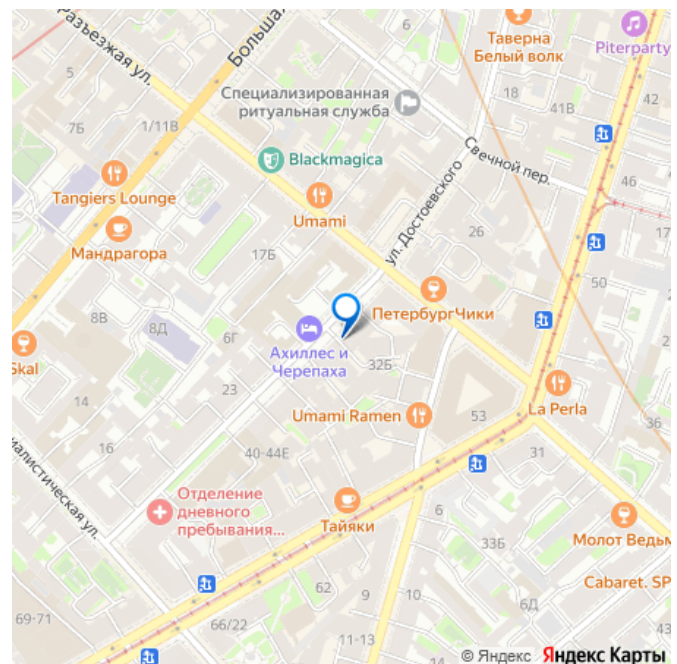 Таверна
Белый волк
Piterparty
Разъезжая ул.
Большая
5
6
18
41В
42
Специализированная
ритуальная служба
7Б
1/11В
Blackmagica
Свечной пер.
46
Tangiers Lounge
Umami
ул. Достоевского
17
Мандрагора
17Б
26
50
ПетербургЧики
8В
8Д
6Г
Ахиллес и
Черепаха
Skal
32Б
23
14
Umami Ramen
53
La Perla
36
16
31
40-44Е
Отделение
дневного
пребывания...
Тайяки
6
33Б
Молот Ведьм
62
9
10
Cabaret. SP
6Д
69-71
66/22
11-13
43
© Яндекс Яндекс Карты